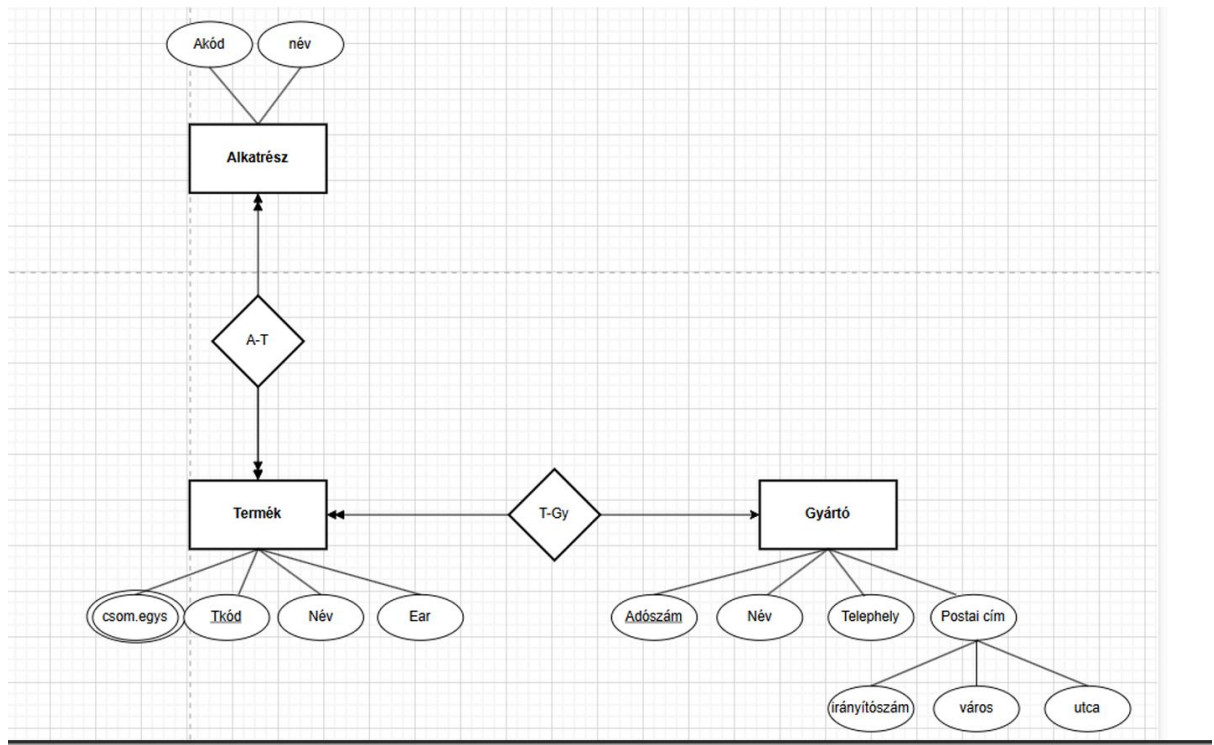 Akód
név
Alkatrész
A-T
Termék
T-Gy
Gyártó
csom.egys
Tkód
Név
Ear
Adószám
Név
Telephely
Postai cím
irányítószám
város
utca